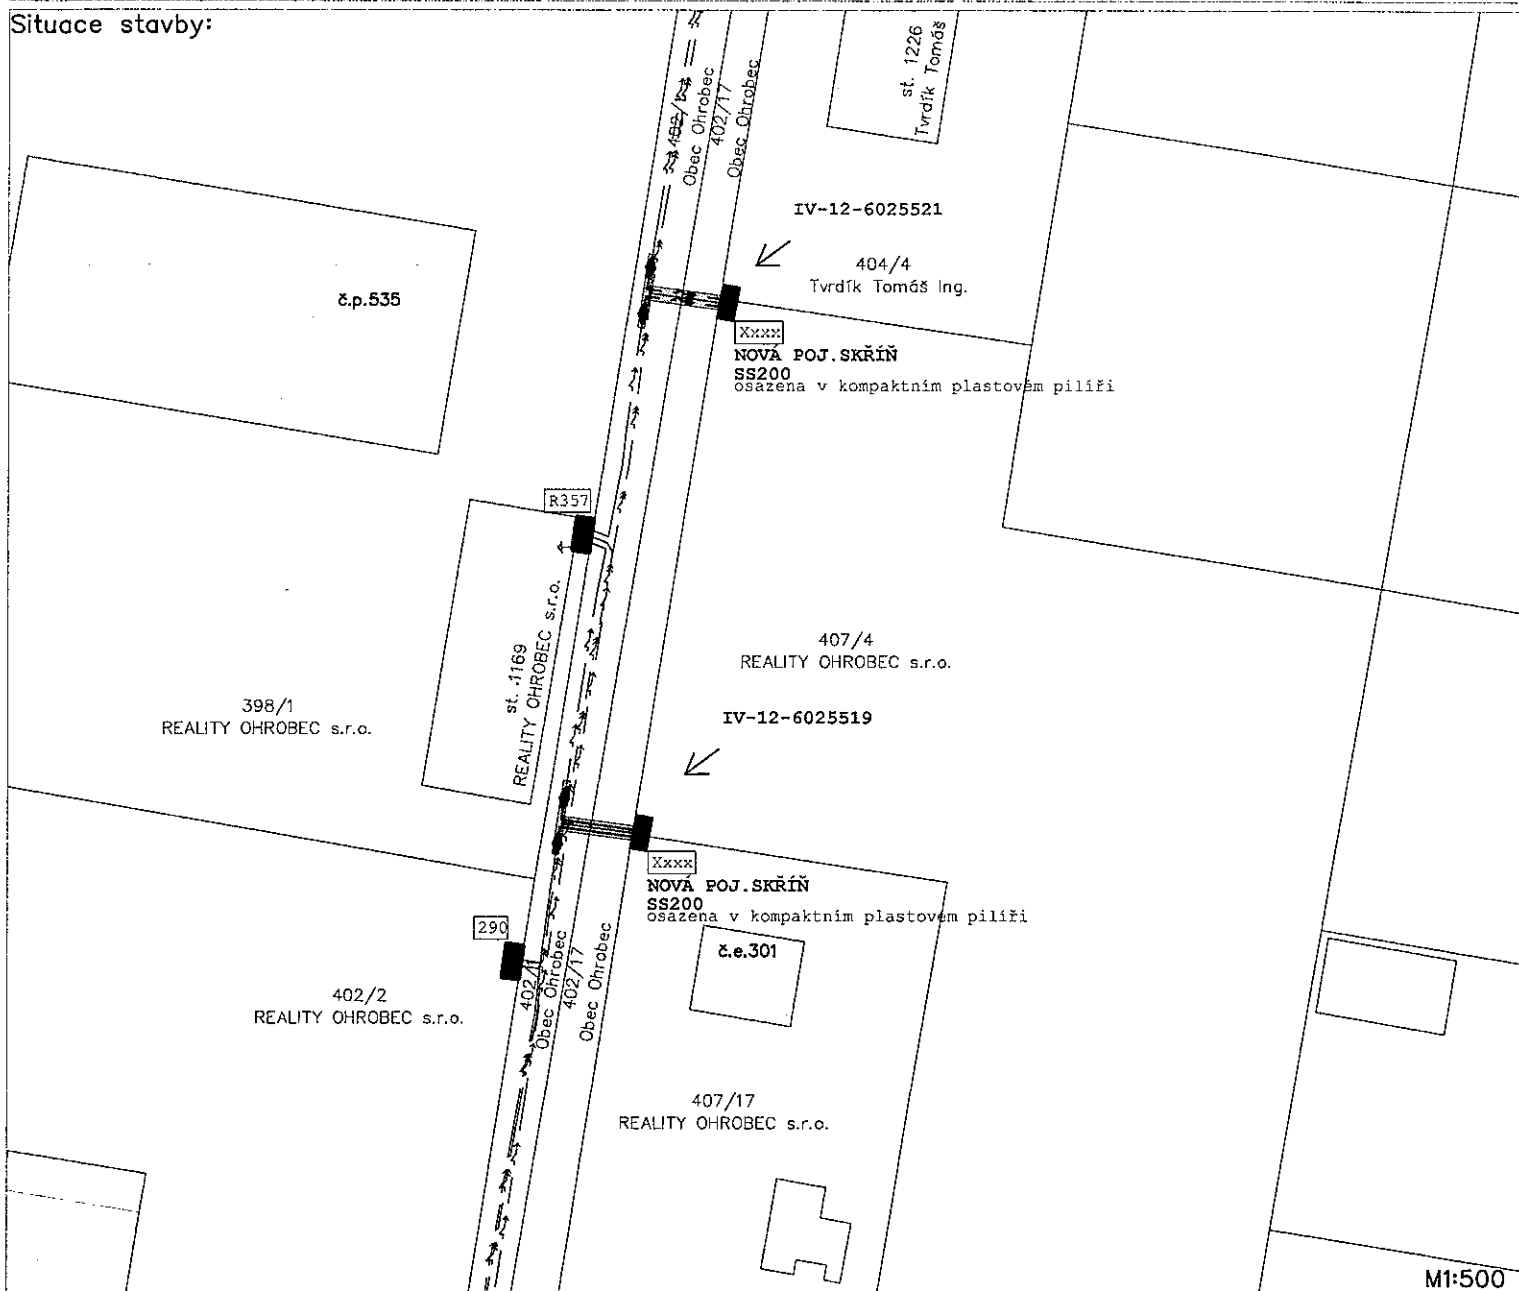 Situace stavby:
st. 1226
Tvrdík Tomáš
Obec Ohrobec
402/17
Obec Ohrobec
IV-12-6025521
404/4
Tvrdík Tomáš Ing.
č.p.535
Xxxx
NOVÁ POJ.SKŘÍŇ
SS200
osazena v kompaktním plastovém pilíři
R357
st. 1169
REALITY OHROBEC s.r.o.
407/4
REALITY OHROBEC s.r.o.
398/1
REALITY OHROBEC s.r.o.
IV-12-6025519
Xxxx
NOVÁ POJ.SKŘÍŇ
SS200
osazena v kompaktním plastovém pilíři
290
č.e.301
402/1
Obec Ohrobec
402/17
Obec Ohrobec
402/2
REALITY OHROBEC s.r.o.
407/17
REALITY OHROBEC s.r.o.
M1:500